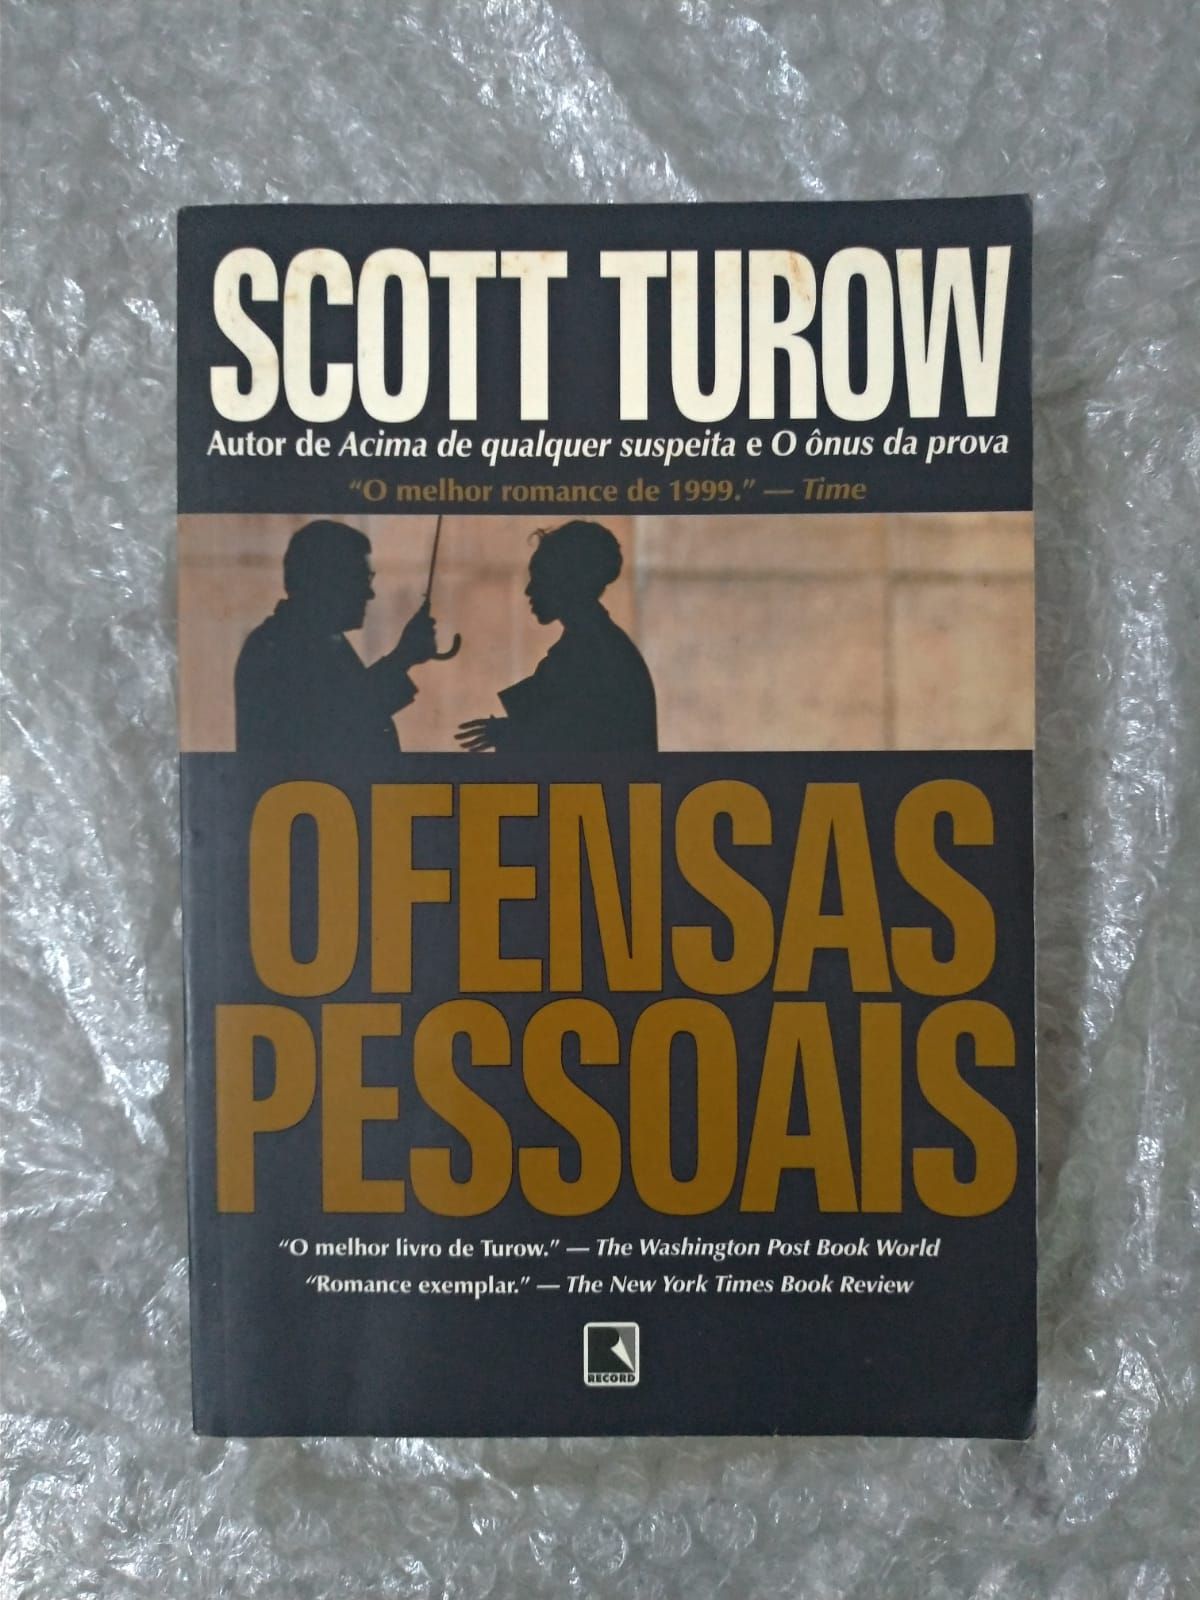 SCOTT TUROW
Autor de Acima de qualquer suspeita e O ônus da prova
“O melhor romance de 1999.” — Time
OFENSAS
PESSOAIS
“O melhor livro de Turow.” — The Washington Post Book World
“Romance exemplar.” — The New York Times Book Review
RECORD